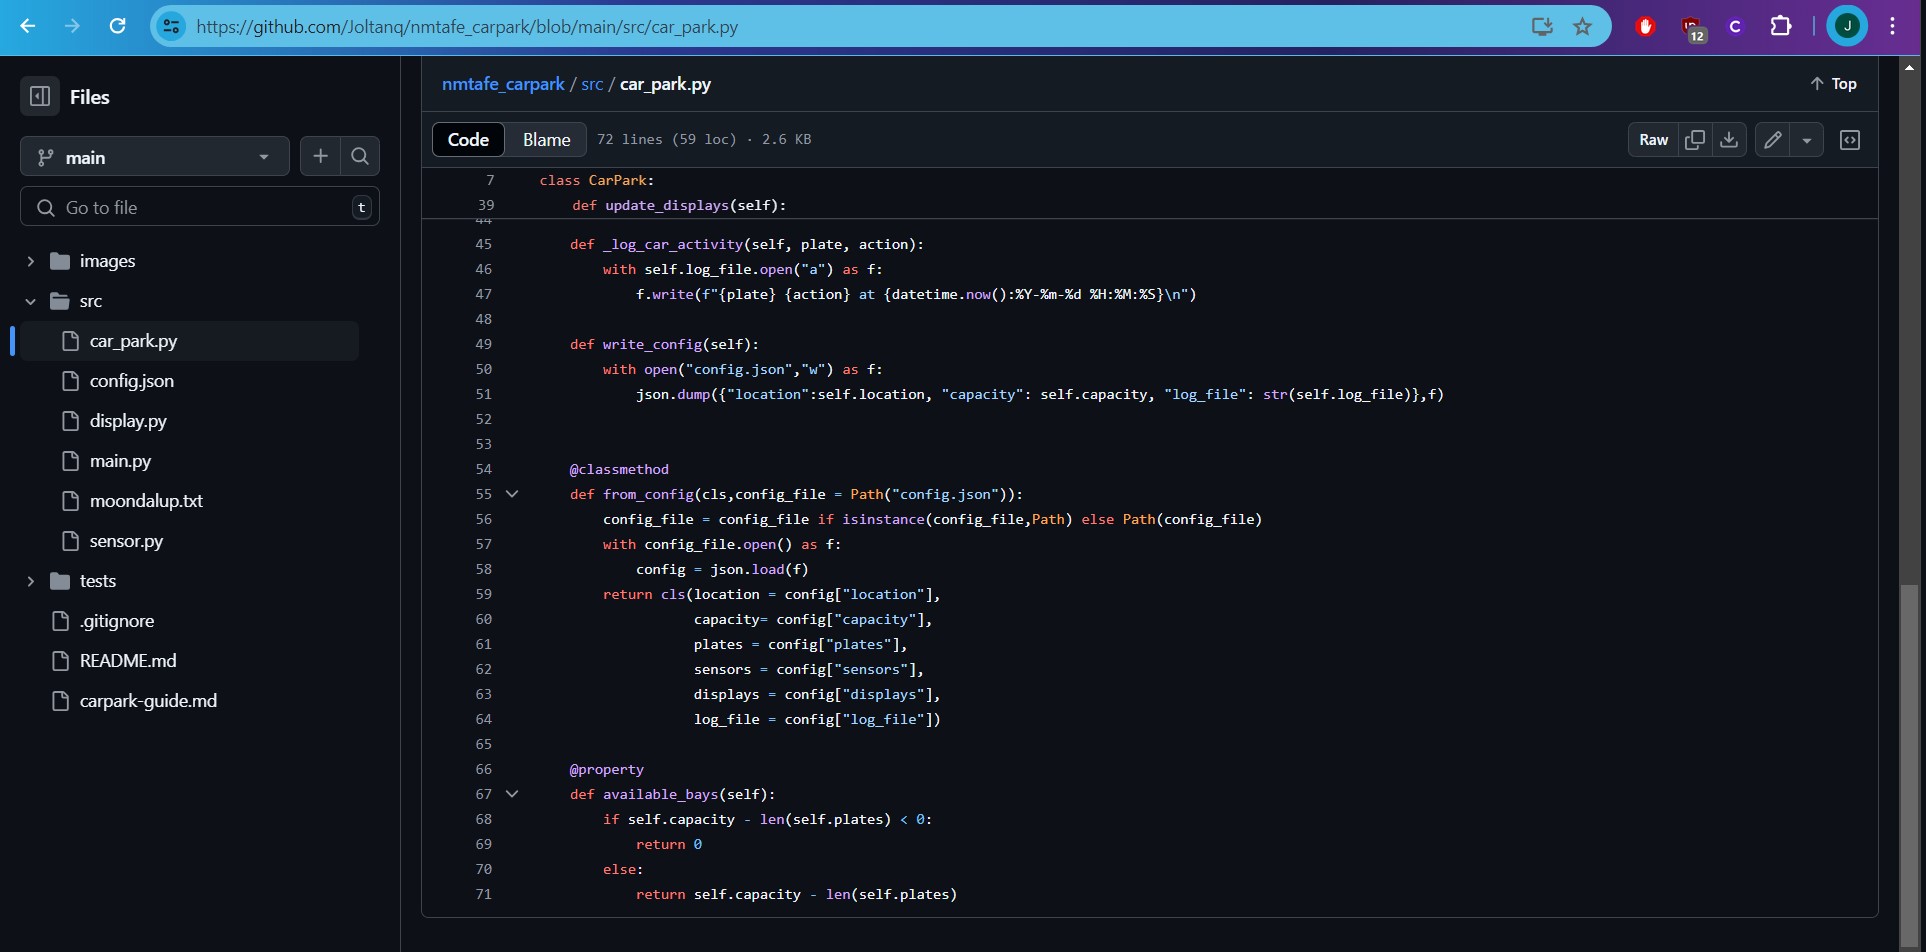 https://github.com/Joltanq/nmtafe_carpark/blob/main/src/car_park.py
12
C
J
Files
main
Go to file
t
images
src
car_park.py
config.json
display.py
main.py
moondalup.txt
sensor.py
tests
.gitignore
README.md
carpark-guide.md
nmtafe_carpark / src / car_park.py
Top
Code
Blame
72 lines (59 loc) · 2.6 KB
Raw
7 class CarPark:
39 def update_displays(self):
44
45 def _log_car_activity(self, plate, action):
46 with self.log_file.open("a") as f:
47 f.write(f"{plate} {action} at {datetime.now():%Y-%m-%d %H:%M:%S}\n")
48
49 def write_config(self):
50 with open("config.json","w") as f:
51 json.dump({"location":self.location, "capacity": self.capacity, "log_file": str(self.log_file)},f)
52
53
54 @classmethod
55 def from_config(cls,config_file = Path("config.json")):
56 config_file = config_file if isinstance(config_file,Path) else Path(config_file)
57 with config_file.open() as f:
58 config = json.load(f)
59 return cls(location = config["location"],
60 capacity= config["capacity"],
61 plates = config["plates"],
62 sensors = config["sensors"],
63 displays = config["displays"],
64 log_file = config["log_file"])
65
66 @property
67 def available_bays(self):
68 if self.capacity - len(self.plates) < 0:
69 return 0
70 else:
71 return self.capacity - len(self.plates)